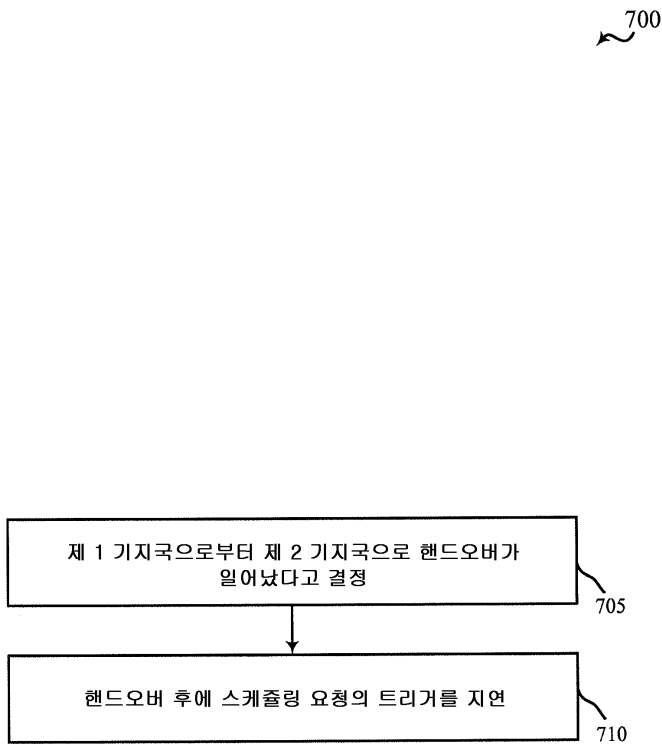 700
제 1 기지국으로부터 제 2 기지국으로 핸드오버가
일어났다고 결정
705
핸드오버 후에 스케쥴링 요청의 트리거를 지연
710